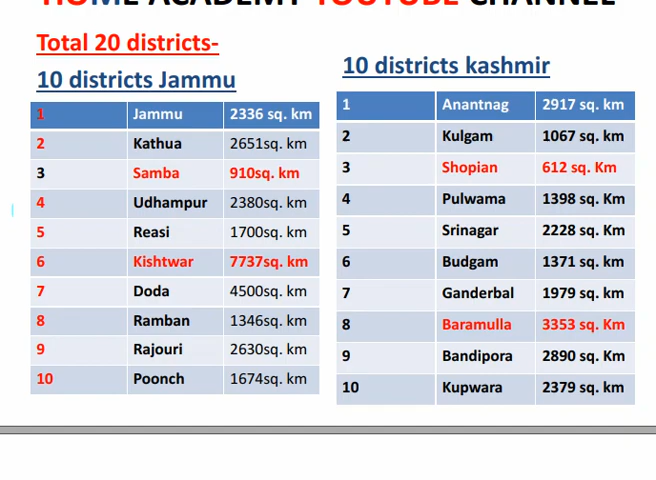 HOME ACADEMY YOUTUBE CHANNEL
Total 20 districts-
10 districts Jammu
1 Jammu 2336 sq. km
2 Kathua 2651sq. km
3 Samba 910sq. km
4 Udhampur 2380sq. km
5 Reasi 1700sq. km
6 Kishtwar 7737sq. km
7 Doda 4500sq. km
8 Ramban 1346sq. km
9 Rajouri 2630sq. km
10 Poonch 1674sq. km
10 districts kashmir
1 Anantnag 2917 sq. km
2 Kulgam 1067 sq. km
3 Shopian 612 sq. Km
4 Pulwama 1398 sq. Km
5 Srinagar 2228 sq. Km
6 Budgam 1371 sq. km
7 Ganderbal 1979 sq. km
8 Baramulla 3353 sq. Km
9 Bandipora 2890 sq. Km
10 Kupwara 2379 sq. km